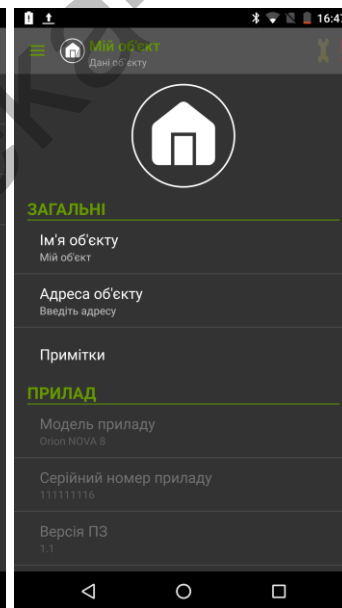 16:47
Мій об'єкт
Дані об'єкту
ЗАГАЛЬНІ
Ім'я об'єкту
Мій об'єкт
Адреса об'єкту
Введіть адресу
Примітки
ПРИЛАД
Модель приладу
Orion NOVA 8
Серійний номер приладу
111111116
Версія ПЗ
1.1